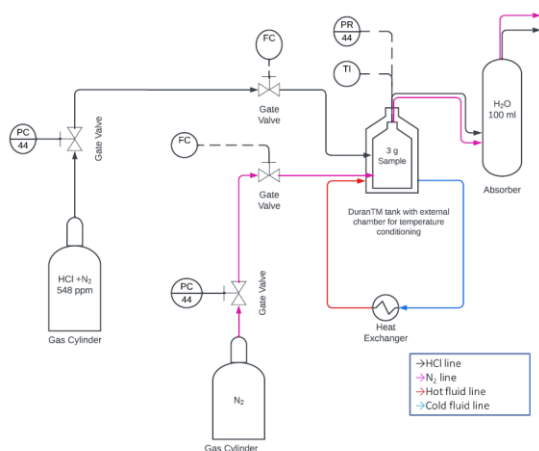 FC
PR
44
TI
Gate
Valve
PC
44
Gate Valve
HCl +N₂
548 ppm
Gas Cylinder
FC
Gate
Valve
PC
44
Gate Valve
N₂
Gas Cylinder
3 g
Sample
DuranTM tank with external
chamber for temperature
conditioning
Heat
Exchanger
H₂O
100 ml
Absorber
HCl line
N₂ line
Hot fluid line
Cold fluid line